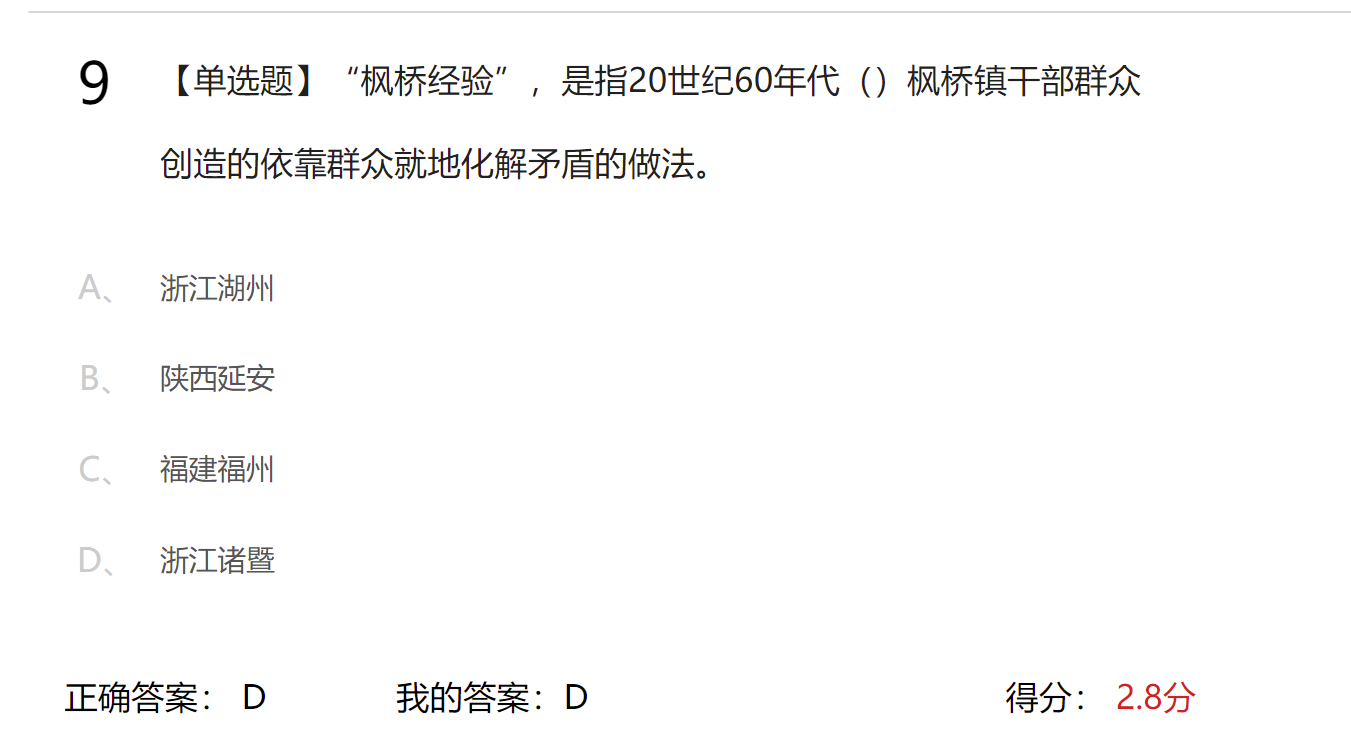 9 【单选题】“枫桥经验”，是指20世纪60年代（）枫桥镇干部群众
创造的依靠群众就地化解矛盾的做法。
A、 浙江湖州
B、 陕西延安
C、 福建福州
D、 浙江诸暨
正确答案： D 我的答案：D 得分： 2.8分